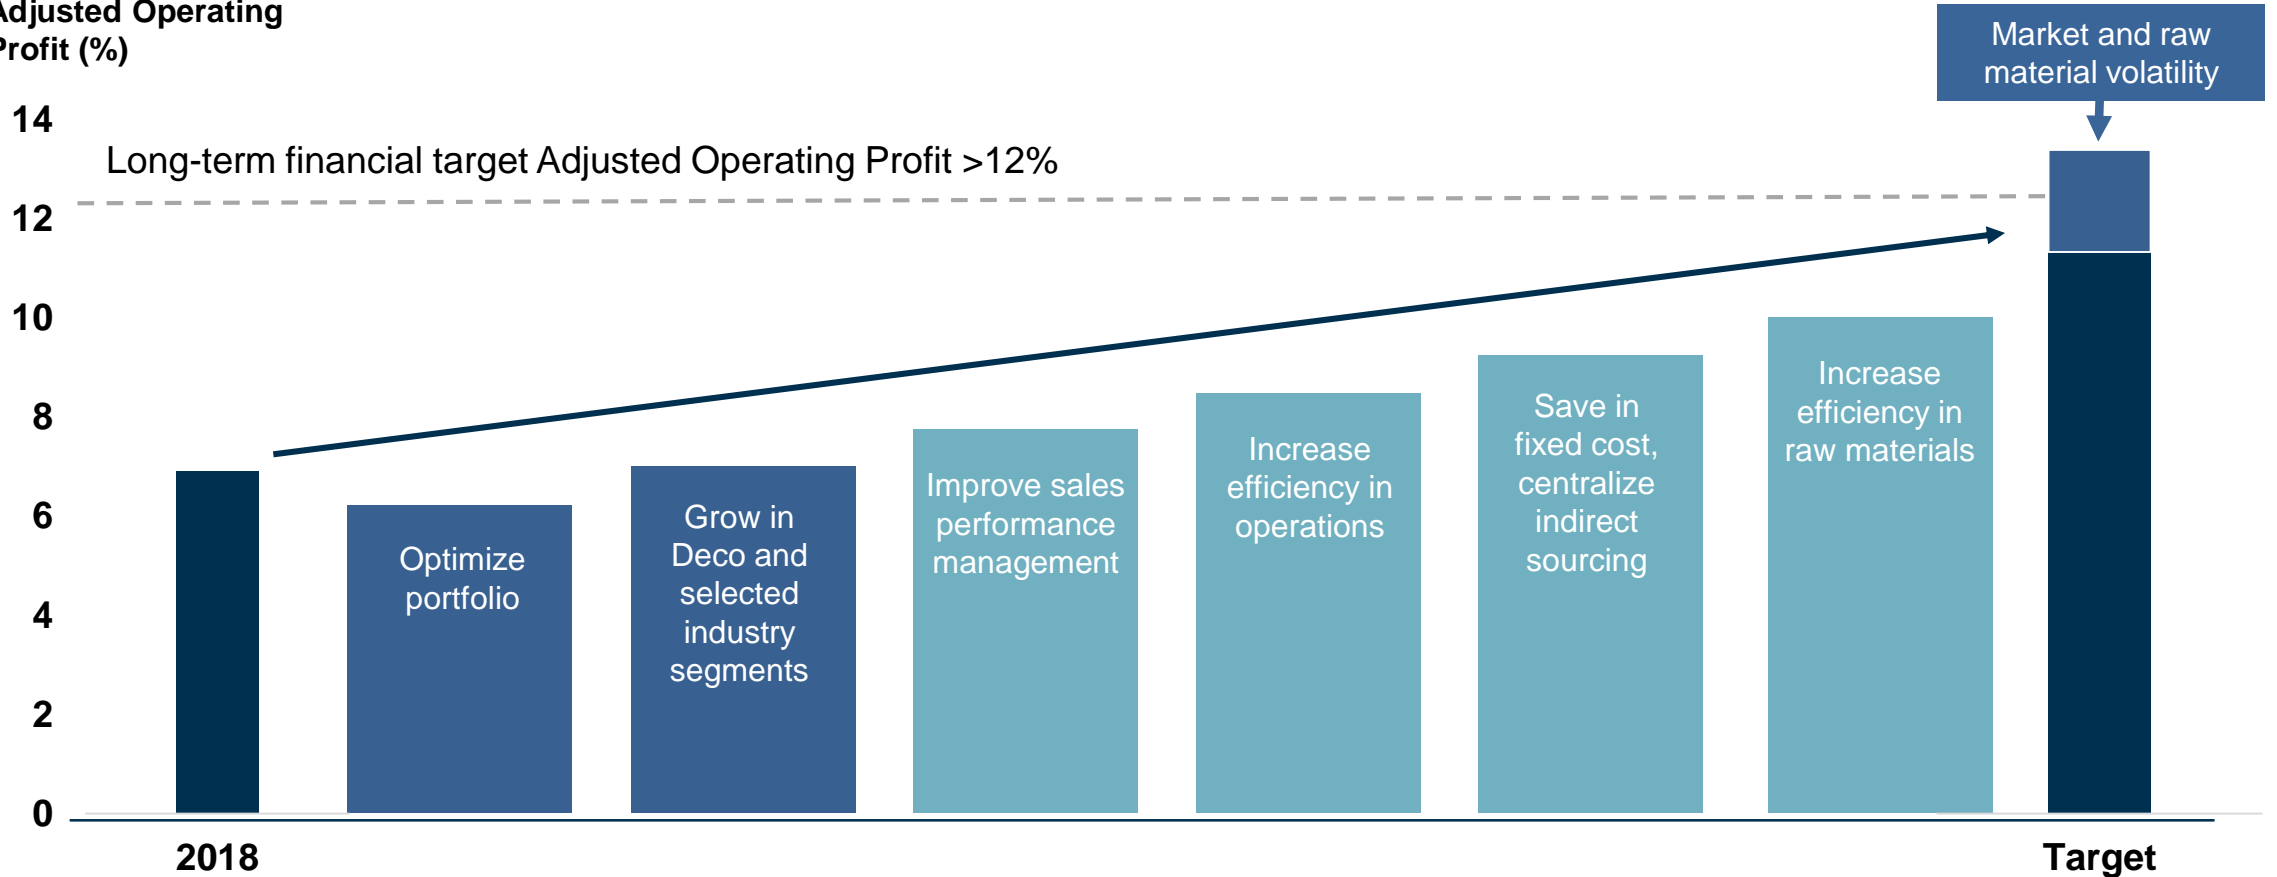 Adjusted Operating
Profit (%)
Market and raw
material volatility
14
Long-term financial target Adjusted Operating Profit >12%
12
10
8
6
4
2
0
Optimize
portfolio
Grow in
Deco and
selected
industry
segments
Improve sales
performance
management
Increase
efficiency in
operations
Save in
fixed cost,
centralize
indirect
sourcing
Increase
efficiency in
raw materials
2018
Target